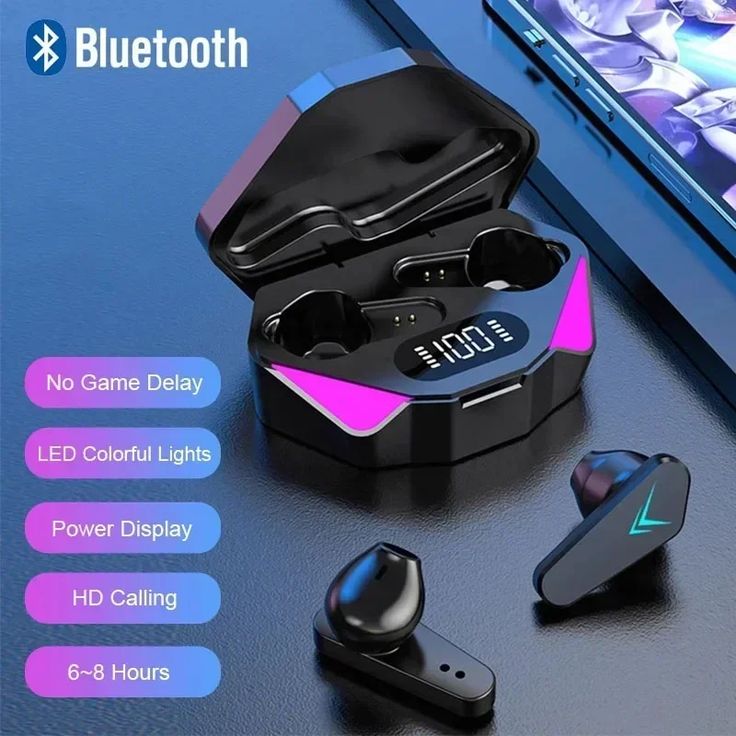 Bluetooth
100
No Game Delay
LED Colorful Lights
Power Display
HD Calling
6~8 Hours